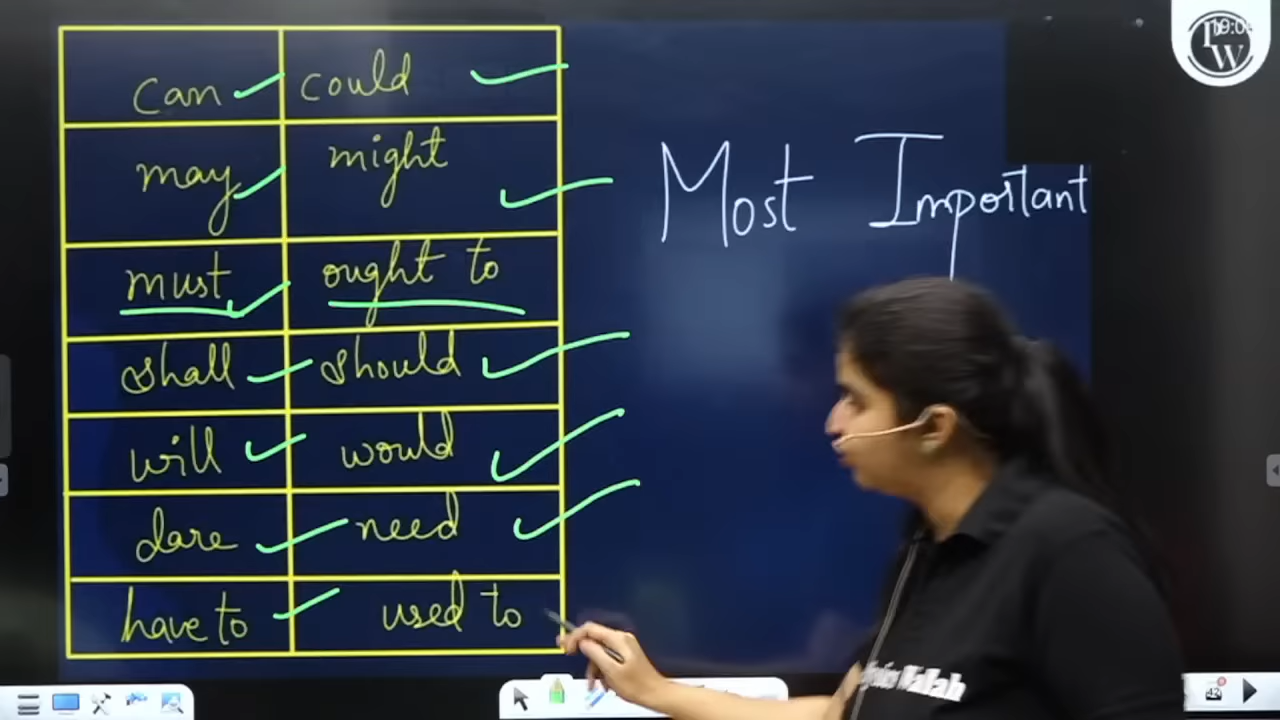 can could
may might
Most Important
must ought to
shall should
will would
dare need
have to used to
Wallah